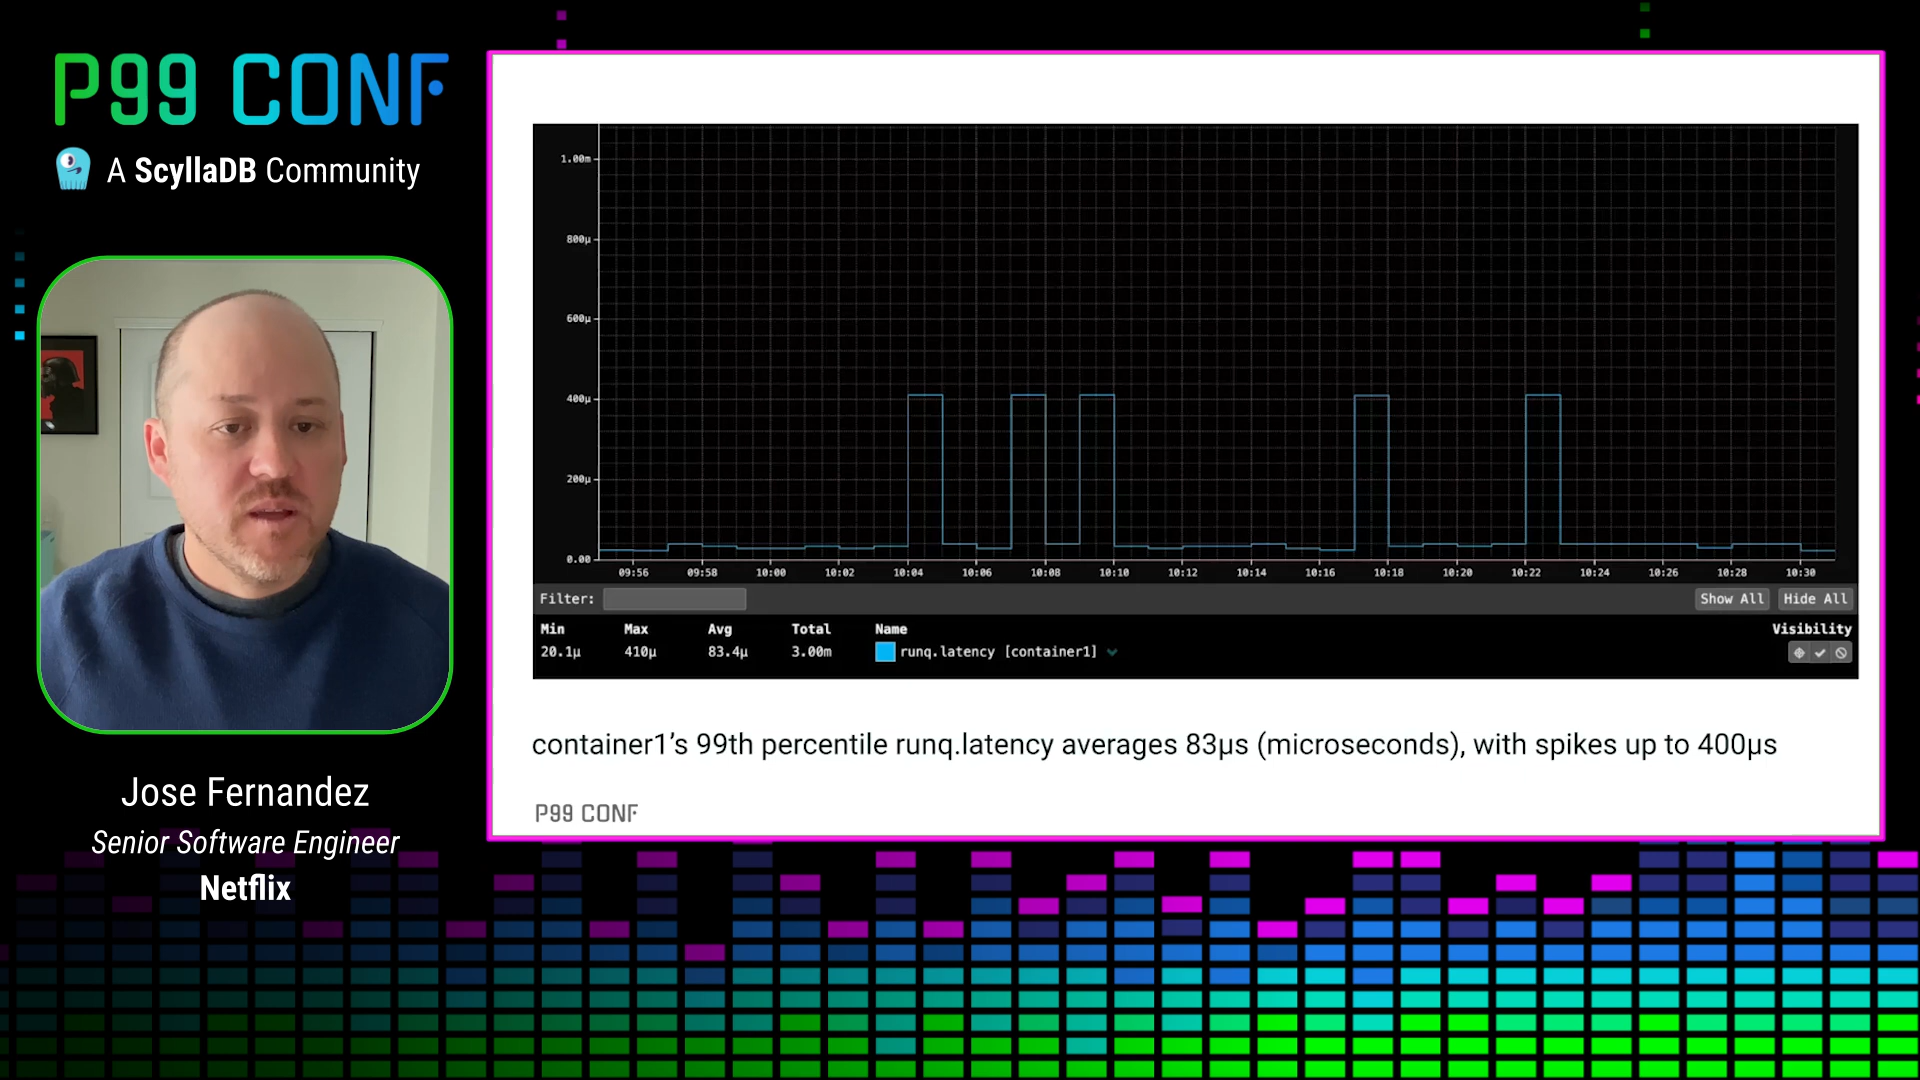 P99 CONF
A ScyllaDB Community
Jose Fernandez
Senior Software Engineer
Netflix
1.00m
800μ
600μ
400μ
200μ
0.00
09:56 09:58 10:00 10:02 10:04 10:06 10:08 10:10 10:12 10:14 10:16 10:18 10:20 10:22 10:24 10:26 10:28 10:30
Filter: Show All Hide All
Min Max Avg Total Name Visibility
20.1μ 410μ 83.4μ 3.00m runq.latency [container1]
container1’s 99th percentile runq.latency averages 83μs (microseconds), with spikes up to 400μs
P99 CONF